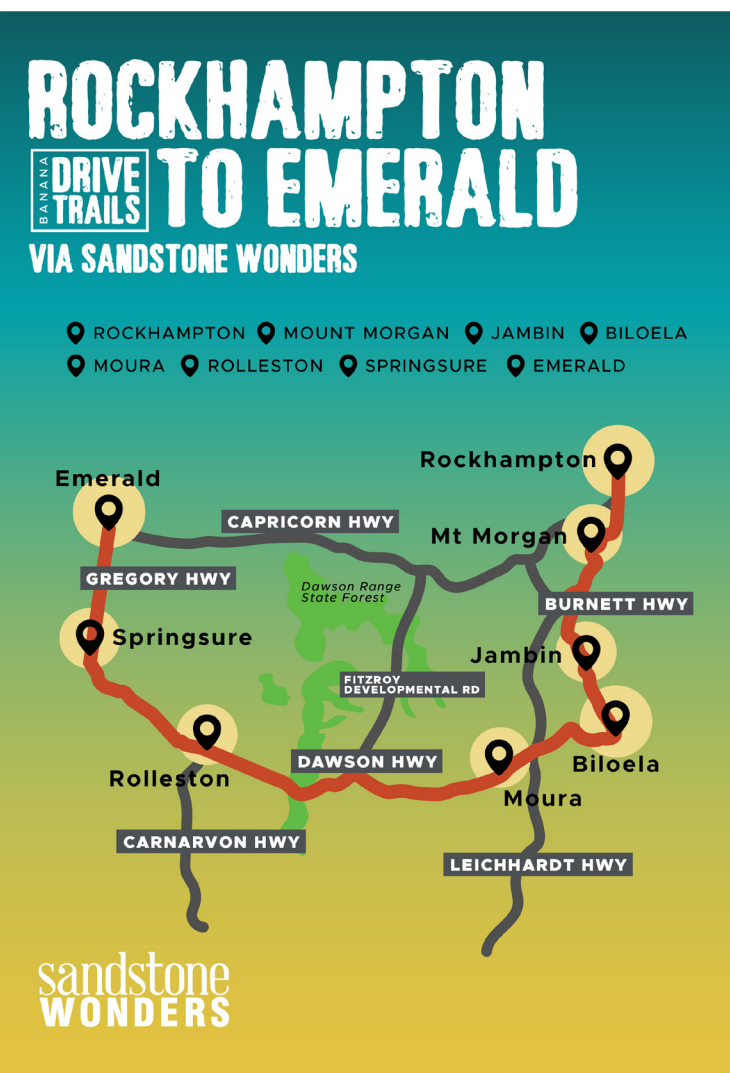 ROCKHAMPTON
BANANA DRIVE TRAILS TO EMERALD
VIA SANDSTONE WONDERS
ROCKHAMPTON MOUNT MORGAN JAMBIN BILOELA
MOURA ROLLESTON SPRINGSURE EMERALD
Rockhampton
Emerald
CAPRICORN HWY
Mt Morgan
GREGORY HWY
Dawson Range
State Forest
BURNETT HWY
Springsure
Jambin
FITZROY
DEVELOPMENTAL RD
DAWSON HWY
Biloela
Rolleston
Moura
CARNARVON HWY
LEICHHARDT HWY
sandstone
WONDERS